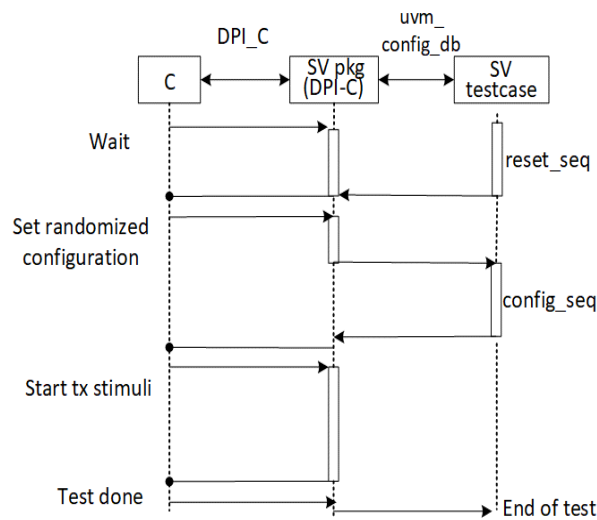 DPI_C
uvm_
config_db
C
SV pkg
(DPI-C)
SV
testcase
Wait
reset_seq
Set randomized
configuration
config_seq
Start tx stimuli
Test done
End of test